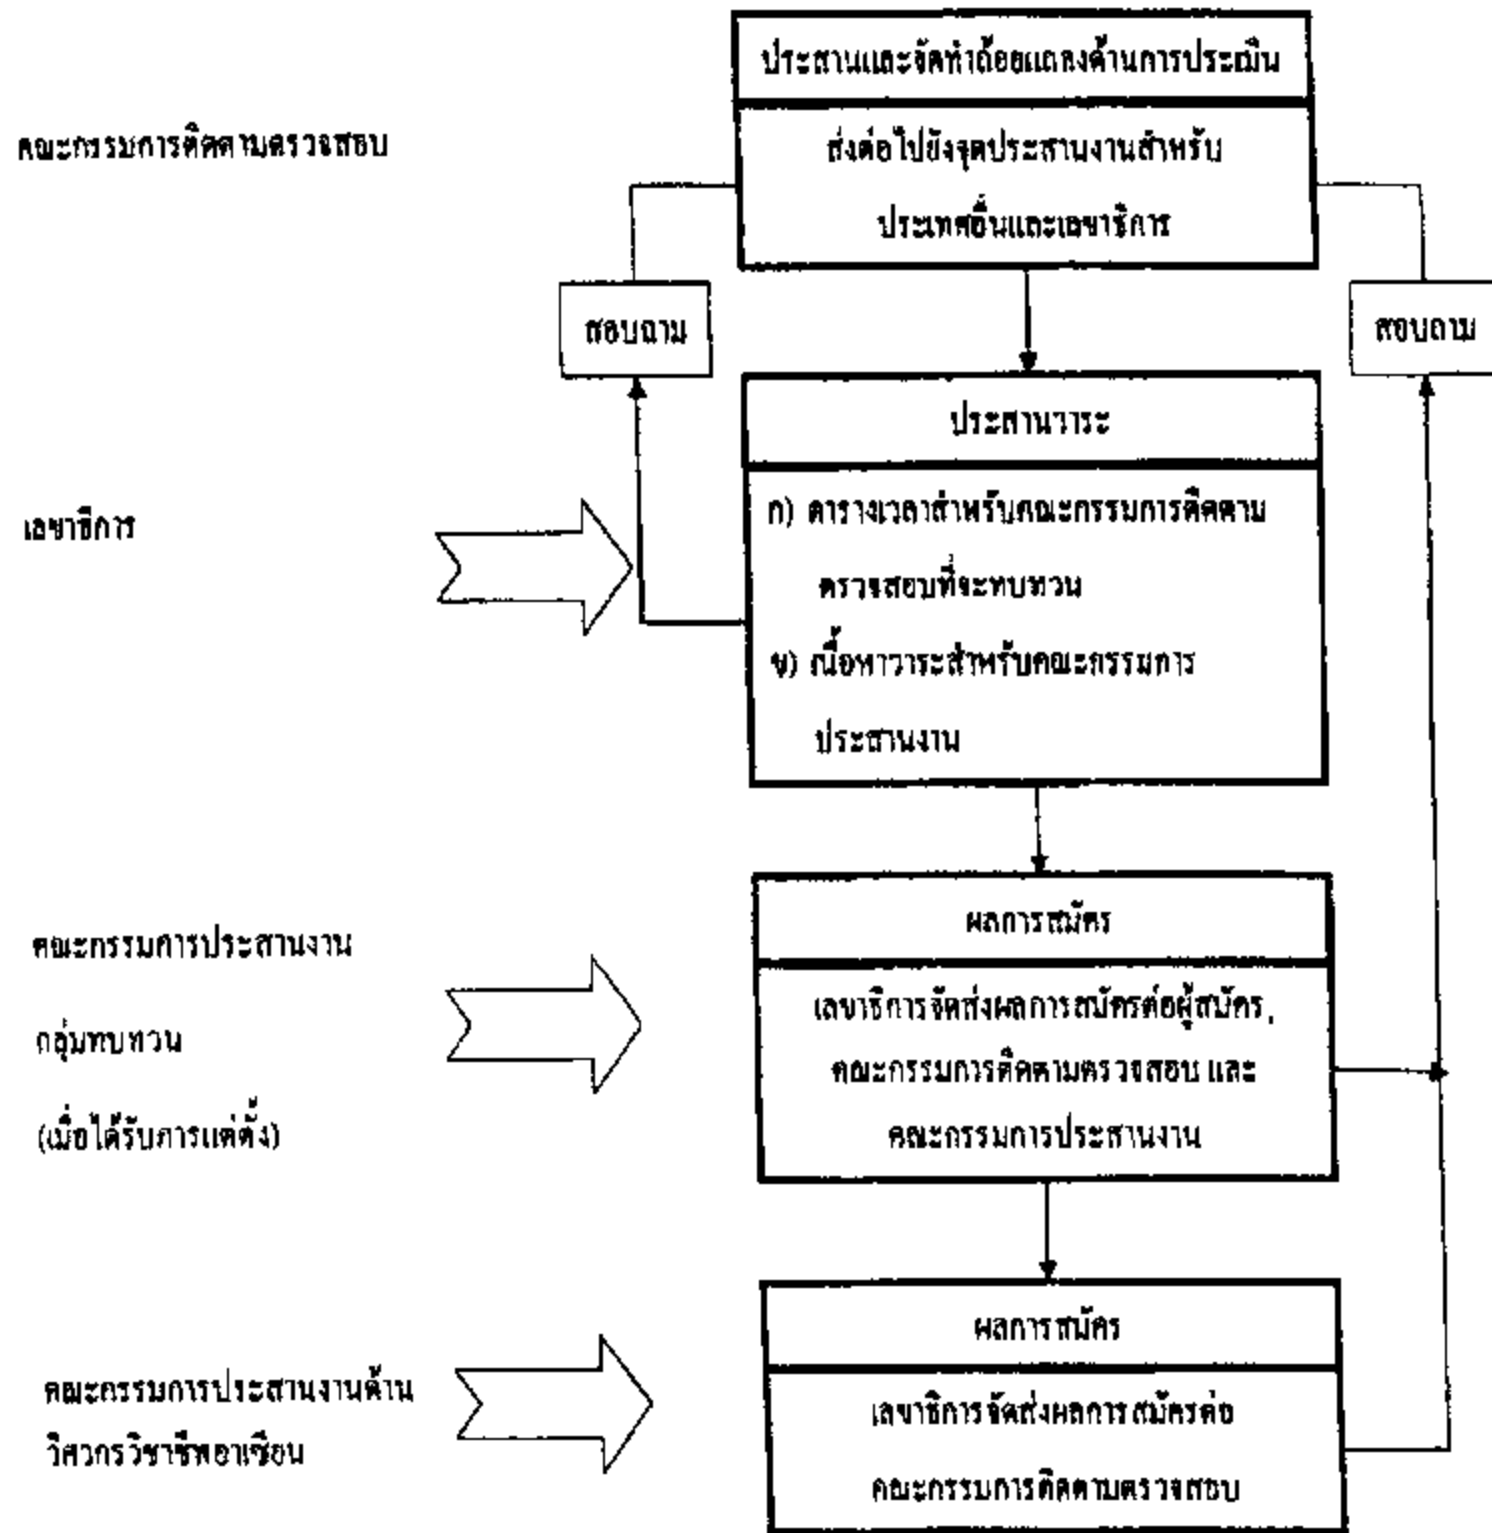 ประสานและจัดทำถ้อยแถลงด้านการประเมิน
คณะกรรมการติดตามตรวจสอบ
ส่งต่อไปยังจุดประสานงานสำหรับ
ประเทศอื่นและเลขาธิการ
สอบถาม
สอบถาม
ประสานวาระ
เลขาธิการ
ก) ตารางเวลาสำหรับคณะกรรมการติดตาม
ตรวจสอบที่จะทบทวน
ข) เนื้อหาวาระสำหรับคณะกรรมการ
ประสานงาน
ผลการสมัคร
คณะกรรมการประสานงาน
กลุ่มทบทวน
(เมื่อได้รับการแต่ตั้ง)
เลขาธิการจัดส่งผลการสมัครต่อผู้สมัคร,
คณะกรรมการติดตามตรวจสอบ และ
คณะกรรมการประสานงาน
ผลการสมัคร
คณะกรรมการประสานงานด้าน
วิศวกรวิชาชีพอาเซียน
เลขาธิการจัดส่งผลการสมัครต่อ
คณะกรรมการติดตามตรวจสอบ